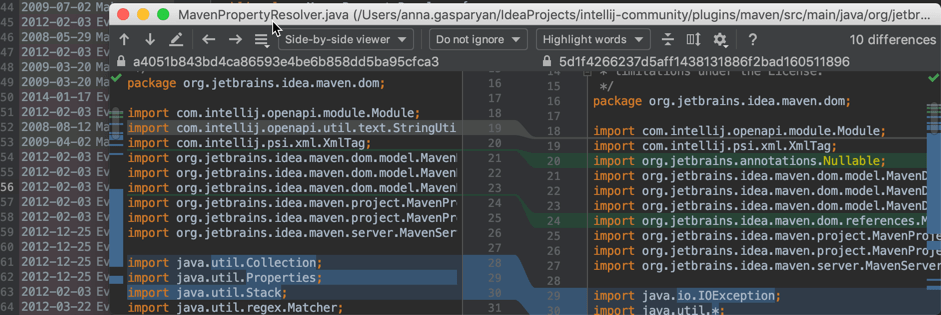 MavenPropertyResolver.java (/Users/anna.gasparyan/IdeaProjects/intellij-community/plugins/maven/src/main/java/org/jetbr...
Side-by-side viewer
Do not ignore
Highlight words
?
10 differences
a4051b843bd4ca86593e4be6b858dd5ba95cfca3
5d1f4266237d5aff1438131886f2bad160511896
44 2009-07-02 Ma
45
46 2008-05-29 Ma
47 2012-02-03 Ev
48 2009-03-20 Ma
49 2009-03-20 Ma
50 2014-01-17 Ev
51 2012-02-03 Ev
52 2008-08-12 Ma
53 2009-04-02 Ma
54 2012-02-03 Ev
55 2012-02-03 Ev
56 2012-02-03 Ev
57 2012-02-03 Ev
58 2012-02-03 Ev
59 2012-12-25 Ev
60
61 2012-12-25 Ev
62 2012-12-25 Ev
63 2012-12-25 Ev
64 2012-03-22 Ev
package org.jetbrains.idea.maven.dom; 16
17
import com.intellij.openapi.module.Module; 18
import com.intellij.openapi.util.text.StringUti 19
import com.intellij.psi.xml.XmlTag; 20
import org.jetbrains.idea.maven.dom.model.Maven 21
import org.jetbrains.idea.maven.dom.model.Maven 22
import org.jetbrains.idea.maven.dom.model.Maven 23
import org.jetbrains.idea.maven.project.MavenPr 24
import org.jetbrains.idea.maven.project.MavenPr 25
import org.jetbrains.idea.maven.server.MavenSer 26
27
import java.util.Collection; 28
import java.util.Properties; 29
import java.util.Stack; 30
import java.util.regex.Matcher; 31
14 * limitations under the License.
15 */
16 package org.jetbrains.idea.maven.dom;
17
18 import com.intellij.openapi.module.Module;
19 import com.intellij.psi.xml.XmlTag;
20 import org.jetbrains.annotations.Nullable;
21 import org.jetbrains.idea.maven.dom.model.MavenD
22 import org.jetbrains.idea.maven.dom.model.MavenD
23 import org.jetbrains.idea.maven.dom.model.MavenD
24 import org.jetbrains.idea.maven.dom.references.M
25 import org.jetbrains.idea.maven.project.MavenPro
26 import org.jetbrains.idea.maven.project.MavenPro
27 import org.jetbrains.idea.maven.server.MavenServer
28
29 import java.io.IOException;
30 import java.util.*;